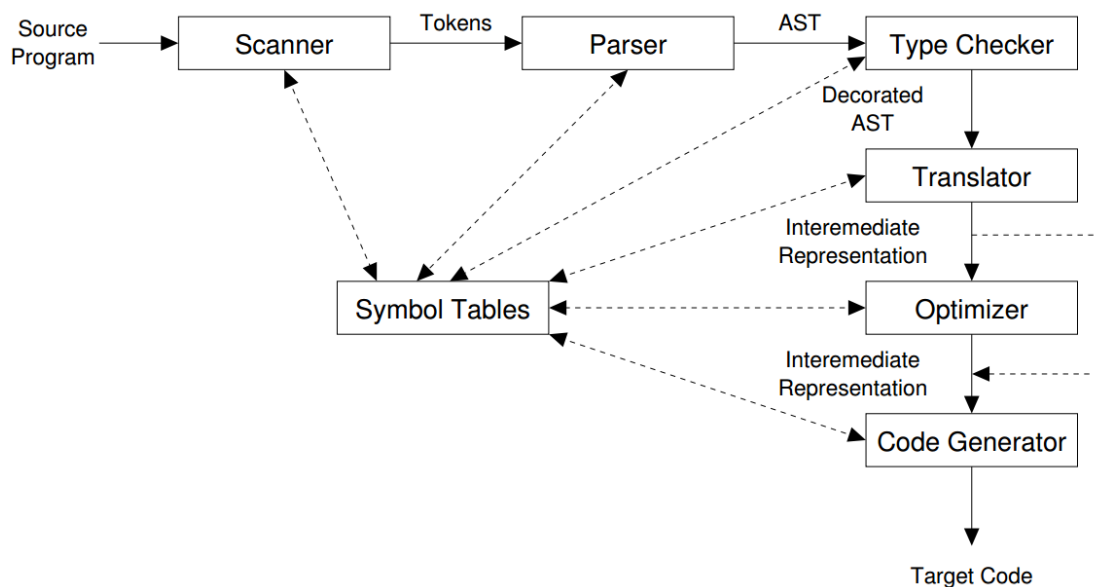 Source
Program
Scanner
Tokens
Parser
AST
Type Checker
Decorated
AST
Translator
Interemediate
Representation
Symbol Tables
Optimizer
Interemediate
Representation
Code Generator
Target Code